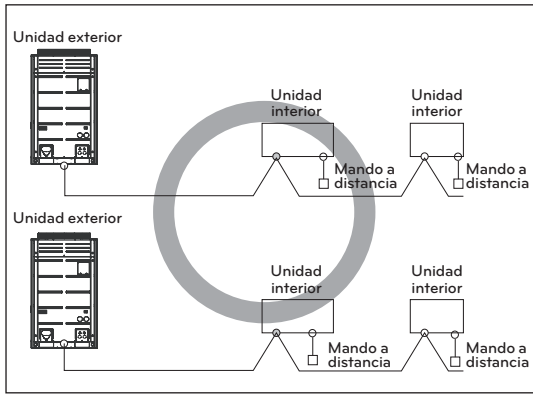 Unidad exterior
Unidad
interior
Unidad
interior
Mando a
distancia
Mando a
distancia
Unidad exterior
Unidad
interior
Unidad
interior
Mando a
distancia
Mando a
distancia